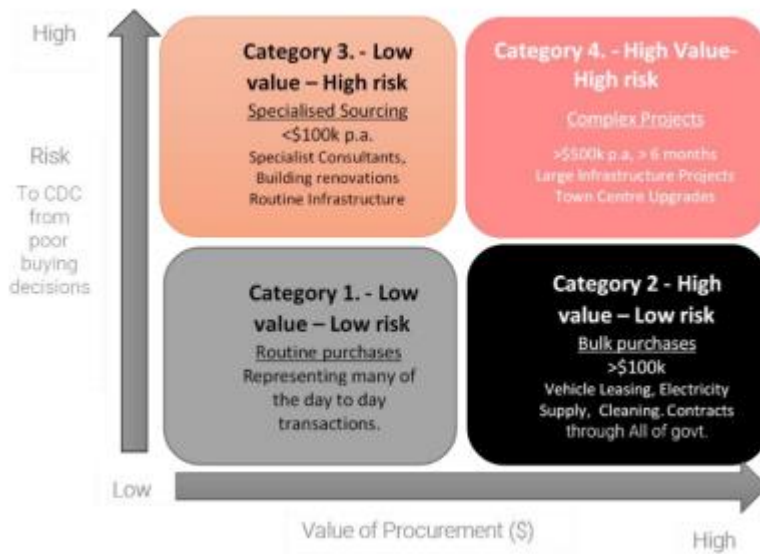 High
Risk
To CDC
from
poor
buying
decisions
Category 3. - Low
value – High risk
Specialised Sourcing
<$100k p.a.
Specialist Consultants,
Building renovations
Routine Infrastructure
Category 4. - High Value-
High risk
Complex Projects
>$500k p.a, > 6 months
Large Infrastructure Projects
Town Centre Upgrades
Category 1. - Low
value – Low risk
Routine purchases
Representing many of
the day to day
transactions.
Category 2 - High
value – Low risk
Bulk purchases
>$100k
Vehicle Leasing, Electricity
Supply, Cleaning. Contracts
through All of govt.
Low
Value of Procurement ($)
High